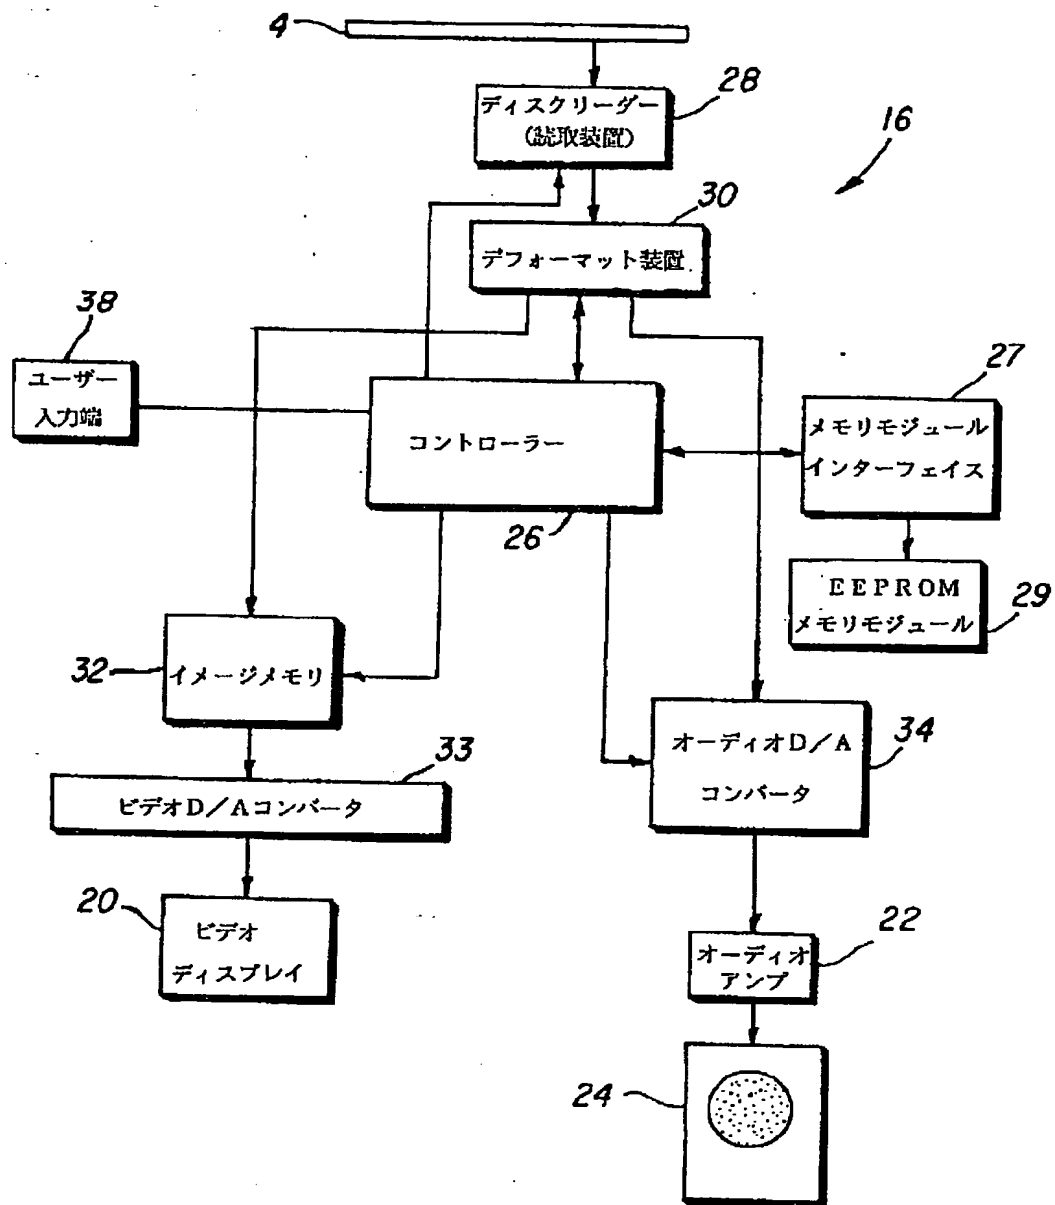 4
28
ディスクリーダー
(読取装置)
16
30
デフォーマット装置
38
ユーザー
入力端
27
メモリモジュール
インターフェイス
コントローラー
26
EEPROM
メモリモジュール
29
32
イメージメモリ
オーディオD/A
コンバータ
34
33
ビデオD/Aコンバータ
20
ビデオ
ディスプレイ
22
オーディオ
アンプ
24